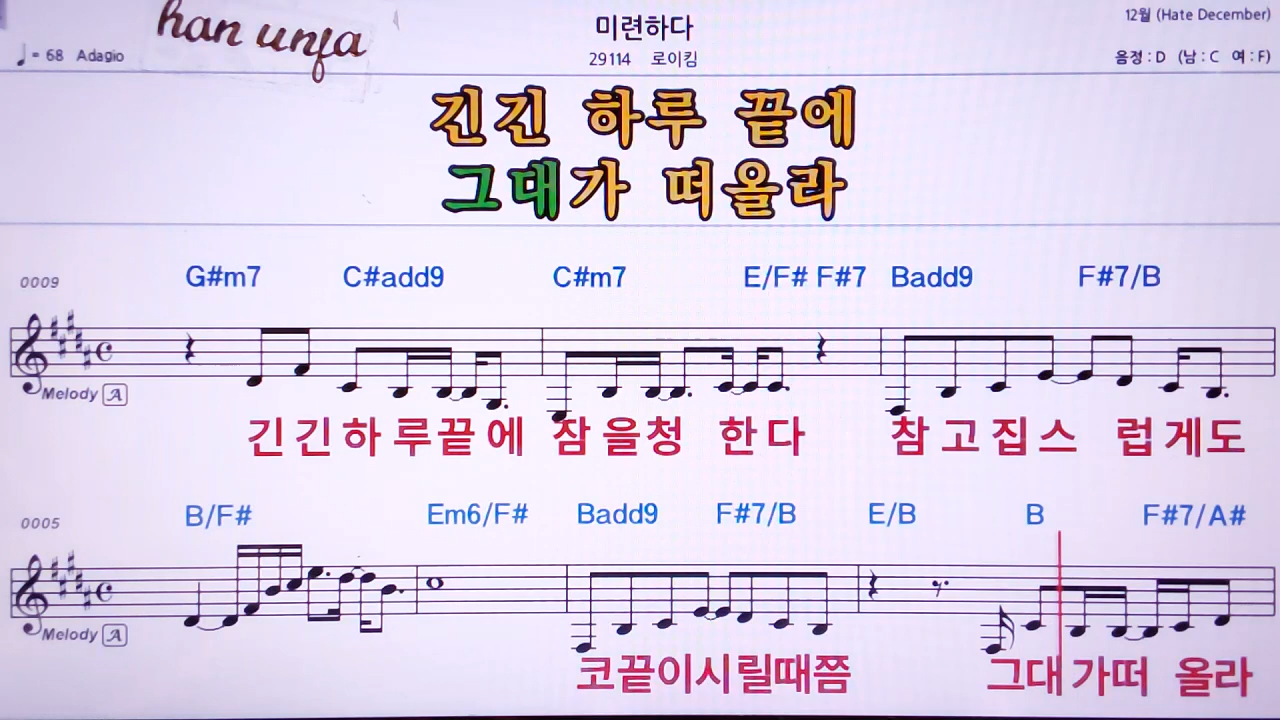 han unja
미련하다
12월 (Hate December)
♩= 68 Adagio
29114 로이킴
음정 : D (남 : C 여 : F)
긴긴 하루 끝에
그대가 떠올라
0009
G#m7 C#add9 C#m7 E/F# F#7 Badd9 F#7/B
Melody A
긴긴하루끝에 잠을청 한다 참고집스 럽게도
0005
B/F# Em6/F# Badd9 F#7/B E/B B F#7/A#
Melody A
코끝이시릴때쯤 그대가떠 올라